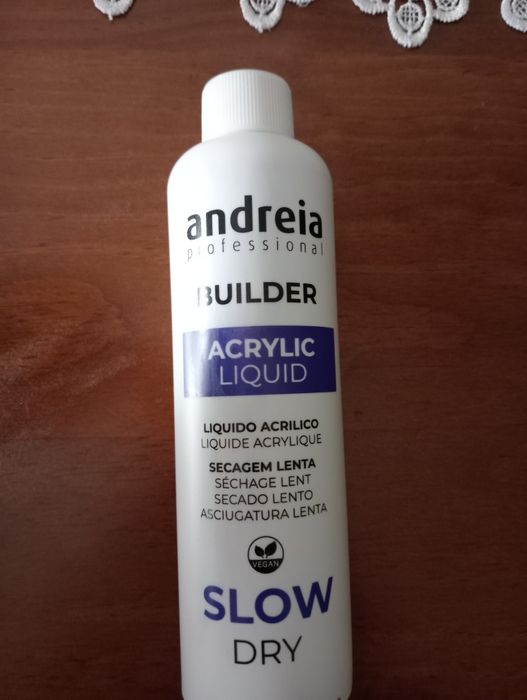 andreia
professional
BUILDER
ACRYLIC
LIQUID
LIQUIDO ACRILICO
LIQUIDE ACRYLIQUE
SECAGEM LENTA
SÉCHAGE LENT
SECADO LENTO
ASCIUGATURA LENTA
VEGAN
SLOW
DRY